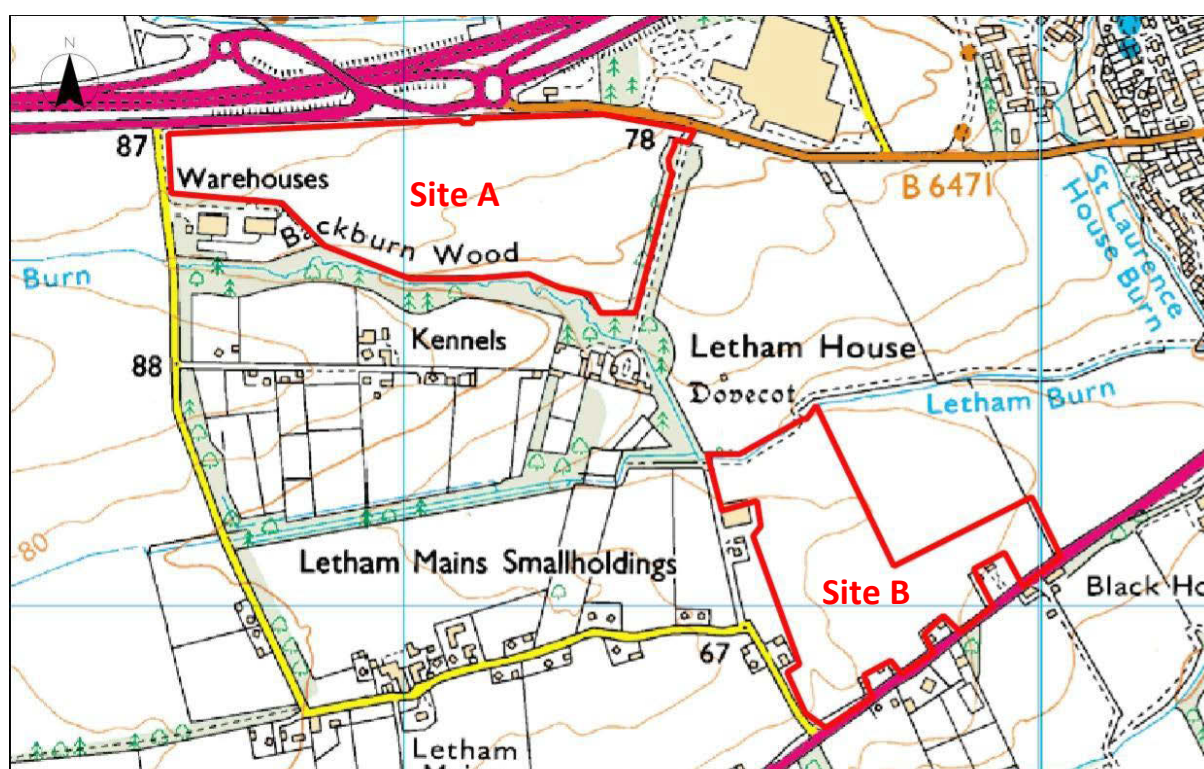 N
87
78
Warehouses
Site A
B 6471
St. Laurence
House Burn
Burn
Wood
Kennels
Letham House
Dovecot
Letham Burn
88
80
Letham Mains Smallholdings
Site B
Black Ho
67
Letham